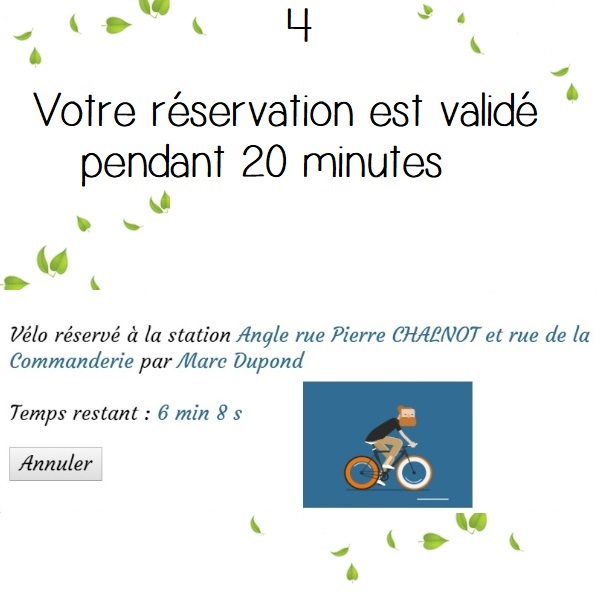 4
Votre réservation est validé
pendant 20 minutes
Vélo réservé à la station Angle rue Pierre CHALNOT et rue de la
Commanderie par Marc Dupond
Temps restant : 6 min 8 s
Annuler